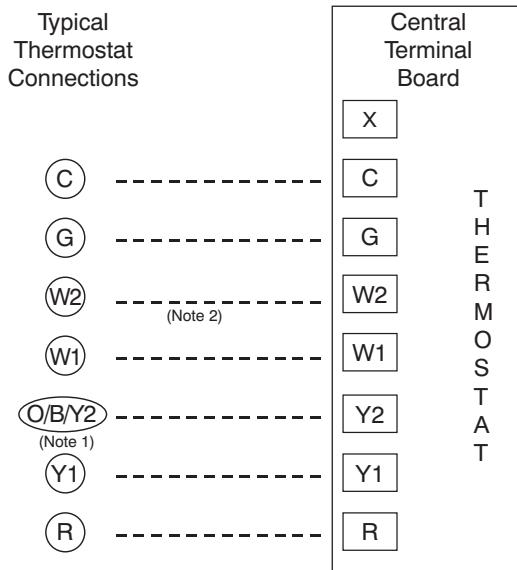 Typical
Thermostat
Connections
Central
Terminal
Board
X
C C
G G
W2 W2
(Note 2)
W1 W1
O/B/Y2 Y2
(Note 1)
Y1 Y1
R R
THERMOSTAT